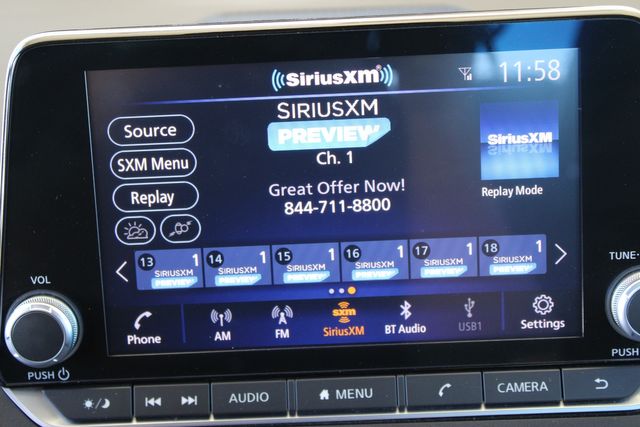 SiriusXM
11:58
SIRIUSXM
PREVIEW
Ch. 1
Great Offer Now!
844-711-8800
Source
SXM Menu
Replay
SiriusXM
Replay Mode
13 1 14 1 15 1 16 1 17 1 18 1
SIRIUSXM SIRIUSXM SIRIUSXM SIRIUSXM SIRIUSXM SIRIUSXM
PREVIEW PREVIEW PREVIEW PREVIEW PREVIEW PREVIEW
sxm
Phone AM FM SiriusXM BT Audio USB1 Settings
VOL
PUSH
TUNE-
PUSH
AUDIO MENU CAMERA